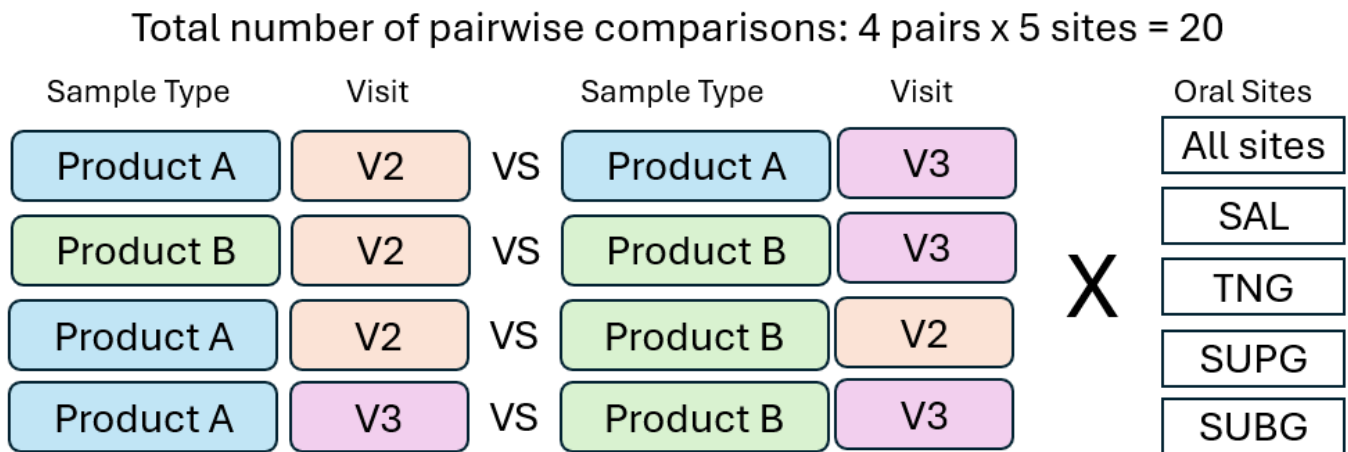 Total number of pairwise comparisons: 4 pairs x 5 sites = 20
Sample Type Visit Sample Type Visit Oral Sites
Product A V2 VS Product A V3
Product B V2 VS Product B V3
Product A V2 VS Product B V2
Product A V3 VS Product B V3
X
All sites
SAL
TNG
SUPG
SUBG